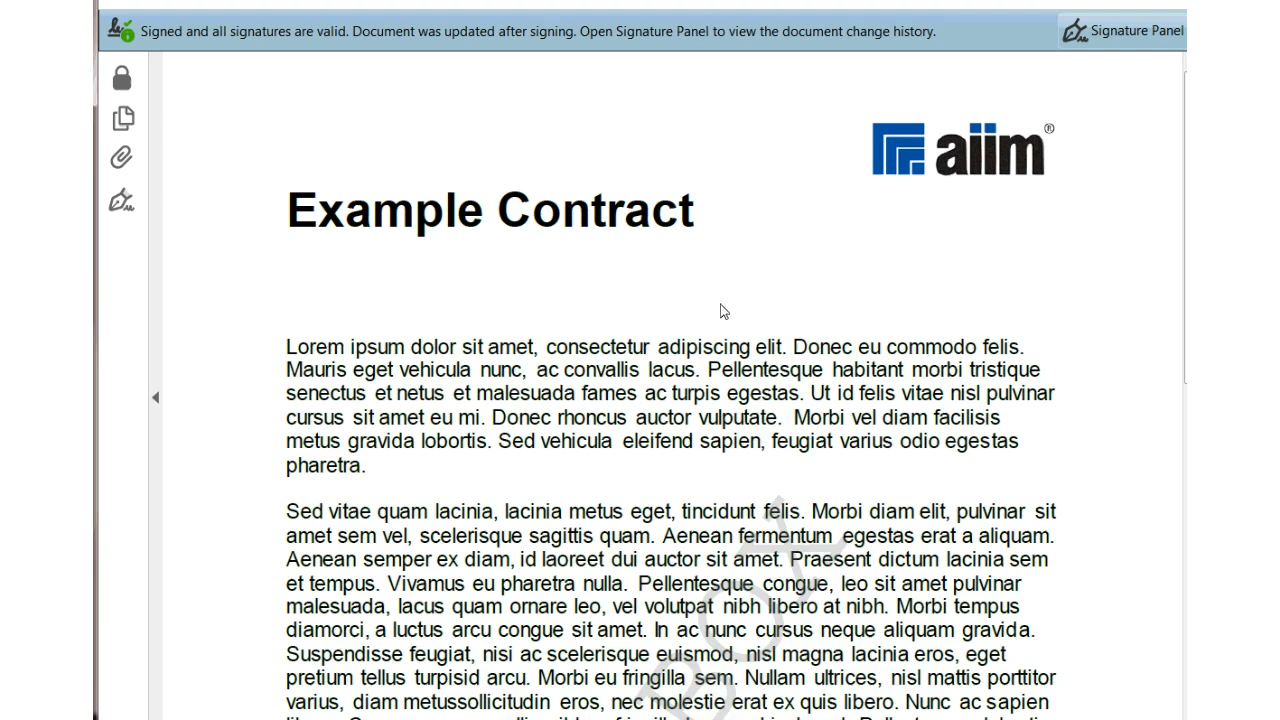 Signed and all signatures are valid. Document was updated after signing. Open Signature Panel to view the document change history.
Signature Panel
aiim®
Example Contract
Lorem ipsum dolor sit amet, consectetur adipiscing elit. Donec eu commodo felis.
Mauris eget vehicula nunc, ac convallis lacus. Pellentesque habitant morbi tristique
senectus et netus et malesuada fames ac turpis egestas. Ut id felis vitae nisl pulvinar
cursus sit amet eu mi. Donec rhoncus auctor vulputate. Morbi vel diam facilisis
metus gravida lobortis. Sed vehicula eleifend sapien, feugiat varius odio egestas
pharetra.
Sed vitae quam lacinia, lacinia metus eget, tincidunt felis. Morbi diam elit, pulvinar sit
amet sem vel, scelerisque sagittis quam. Aenean fermentum egestas erat a aliquam.
Aenean semper ex diam, id laoreet dui auctor sit amet. Praesent dictum lacinia sem
et tempus. Vivamus eu pharetra nulla. Pellentesque congue, leo sit amet pulvinar
malesuada, lacus quam ornare leo, vel volutpat nibh libero at nibh. Morbi tempus
diamorci, a luctus arcu congue sit amet. In ac nunc cursus neque aliquam gravida.
Suspendisse feugiat, nisi ac scelerisque euismod, nisl magna lacinia eros, eget
pretium tellus turpisid arcu. Morbi eu fringilla sem. Nullam ultrices, nisl mattis porttitor
varius, diam metussollicitudin eros, nec molestie erat ex quis libero. Nunc ac sapien
BOX